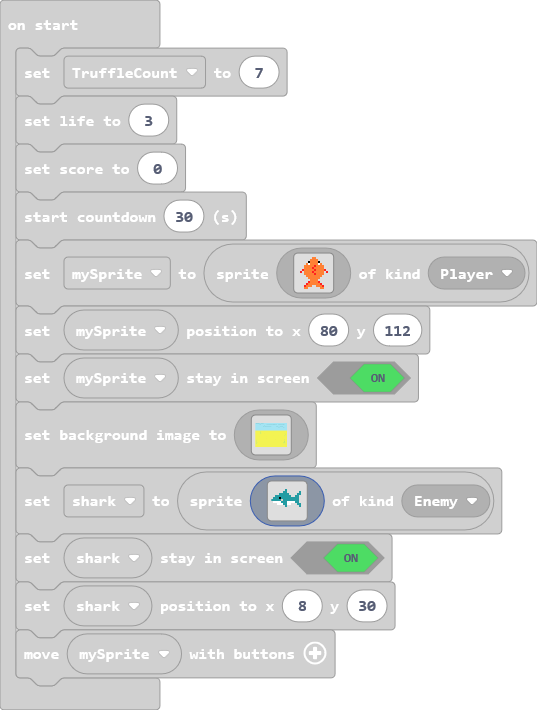 on start
set TruffleCount to 7
set life to 3
set score to 0
start countdown 30 (s)
set mySprite to sprite of kind Player
set mySprite position to x 80 y 112
set mySprite stay in screen ON
set background image to
set shark to sprite of kind Enemy
set shark stay in screen ON
set shark position to x 8 y 30
move mySprite with buttons